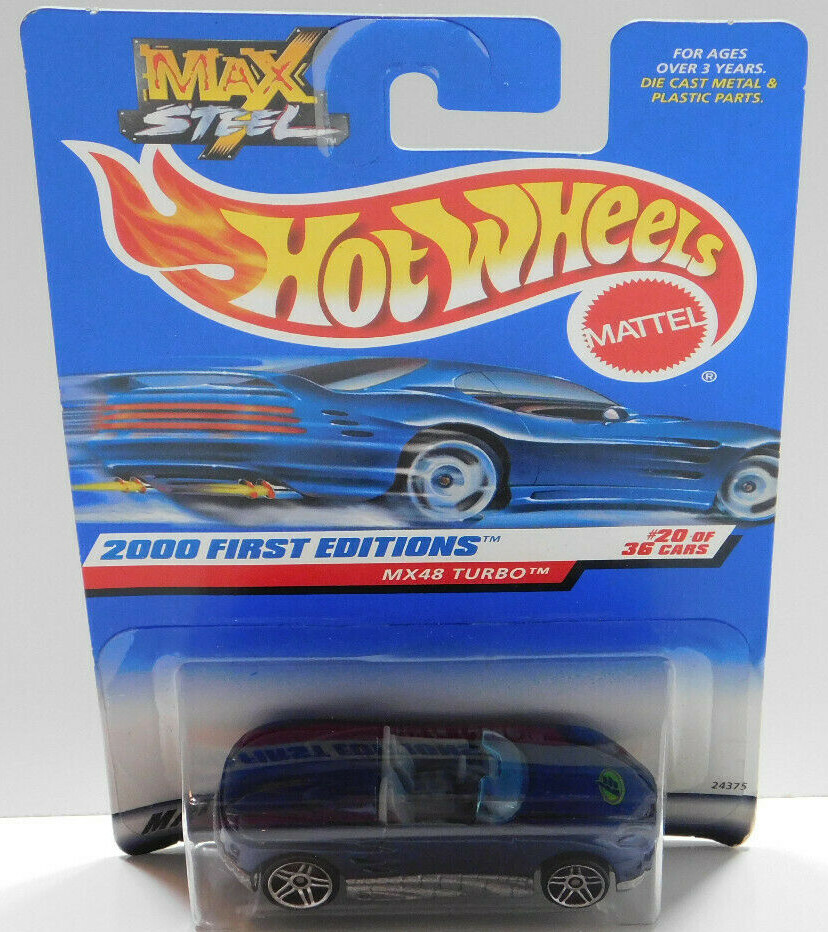 MAX
STEEL
FOR AGES
OVER 3 YEARS.
DIE CAST METAL &
PLASTIC PARTS.
HOT WHEELS
MATTEL
®
2000 FIRST EDITIONS™
#20 OF
36 CARS
MX48 TURBO™
24375